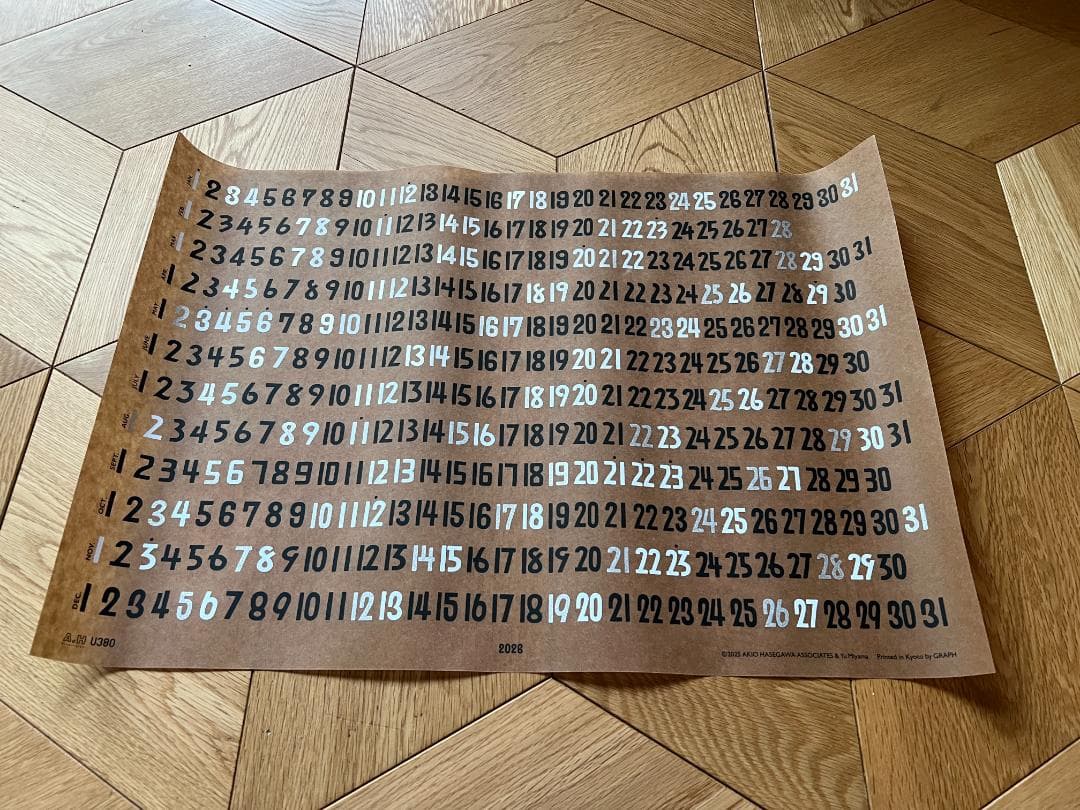 JAN. 1 2 3 4 5 6 7 8 9 10 11 12 13 14 15 16 17 18 19 20 21 22 23 24 25 26 27 28 29 30 31
FEB. 1 2 3 4 5 6 7 8 9 10 11 12 13 14 15 16 17 18 19 20 21 22 23 24 25 26 27 28
MAR. 1 2 3 4 5 6 7 8 9 10 11 12 13 14 15 16 17 18 19 20 21 22 23 24 25 26 27 28 29 30 31
APR. 1 2 3 4 5 6 7 8 9 10 11 12 13 14 15 16 17 18 19 20 21 22 23 24 25 26 27 28 29 30
MAY 1 2 3 4 5 6 7 8 9 10 11 12 13 14 15 16 17 18 19 20 21 22 23 24 25 26 27 28 29 30 31
JUNE 1 2 3 4 5 6 7 8 9 10 11 12 13 14 15 16 17 18 19 20 21 22 23 24 25 26 27 28 29 30
JULY 1 2 3 4 5 6 7 8 9 10 11 12 13 14 15 16 17 18 19 20 21 22 23 24 25 26 27 28 29 30 31
AUG. 1 2 3 4 5 6 7 8 9 10 11 12 13 14 15 16 17 18 19 20 21 22 23 24 25 26 27 28 29 30 31
SEPT. 1 2 3 4 5 6 7 8 9 10 11 12 13 14 15 16 17 18 19 20 21 22 23 24 25 26 27 28 29 30
OCT. 1 2 3 4 5 6 7 8 9 10 11 12 13 14 15 16 17 18 19 20 21 22 23 24 25 26 27 28 29 30 31
NOV. 1 2 3 4 5 6 7 8 9 10 11 12 13 14 15 16 17 18 19 20 21 22 23 24 25 26 27 28 29 30
DEC. 1 2 3 4 5 6 7 8 9 10 11 12 13 14 15 16 17 18 19 20 21 22 23 24 25 26 27 28 29 30 31
A.H U380 2026 ©2025 AKIO HASEGAWA ASSOCIATES & Yu Miyama Printed in Kyoto by GRAPH